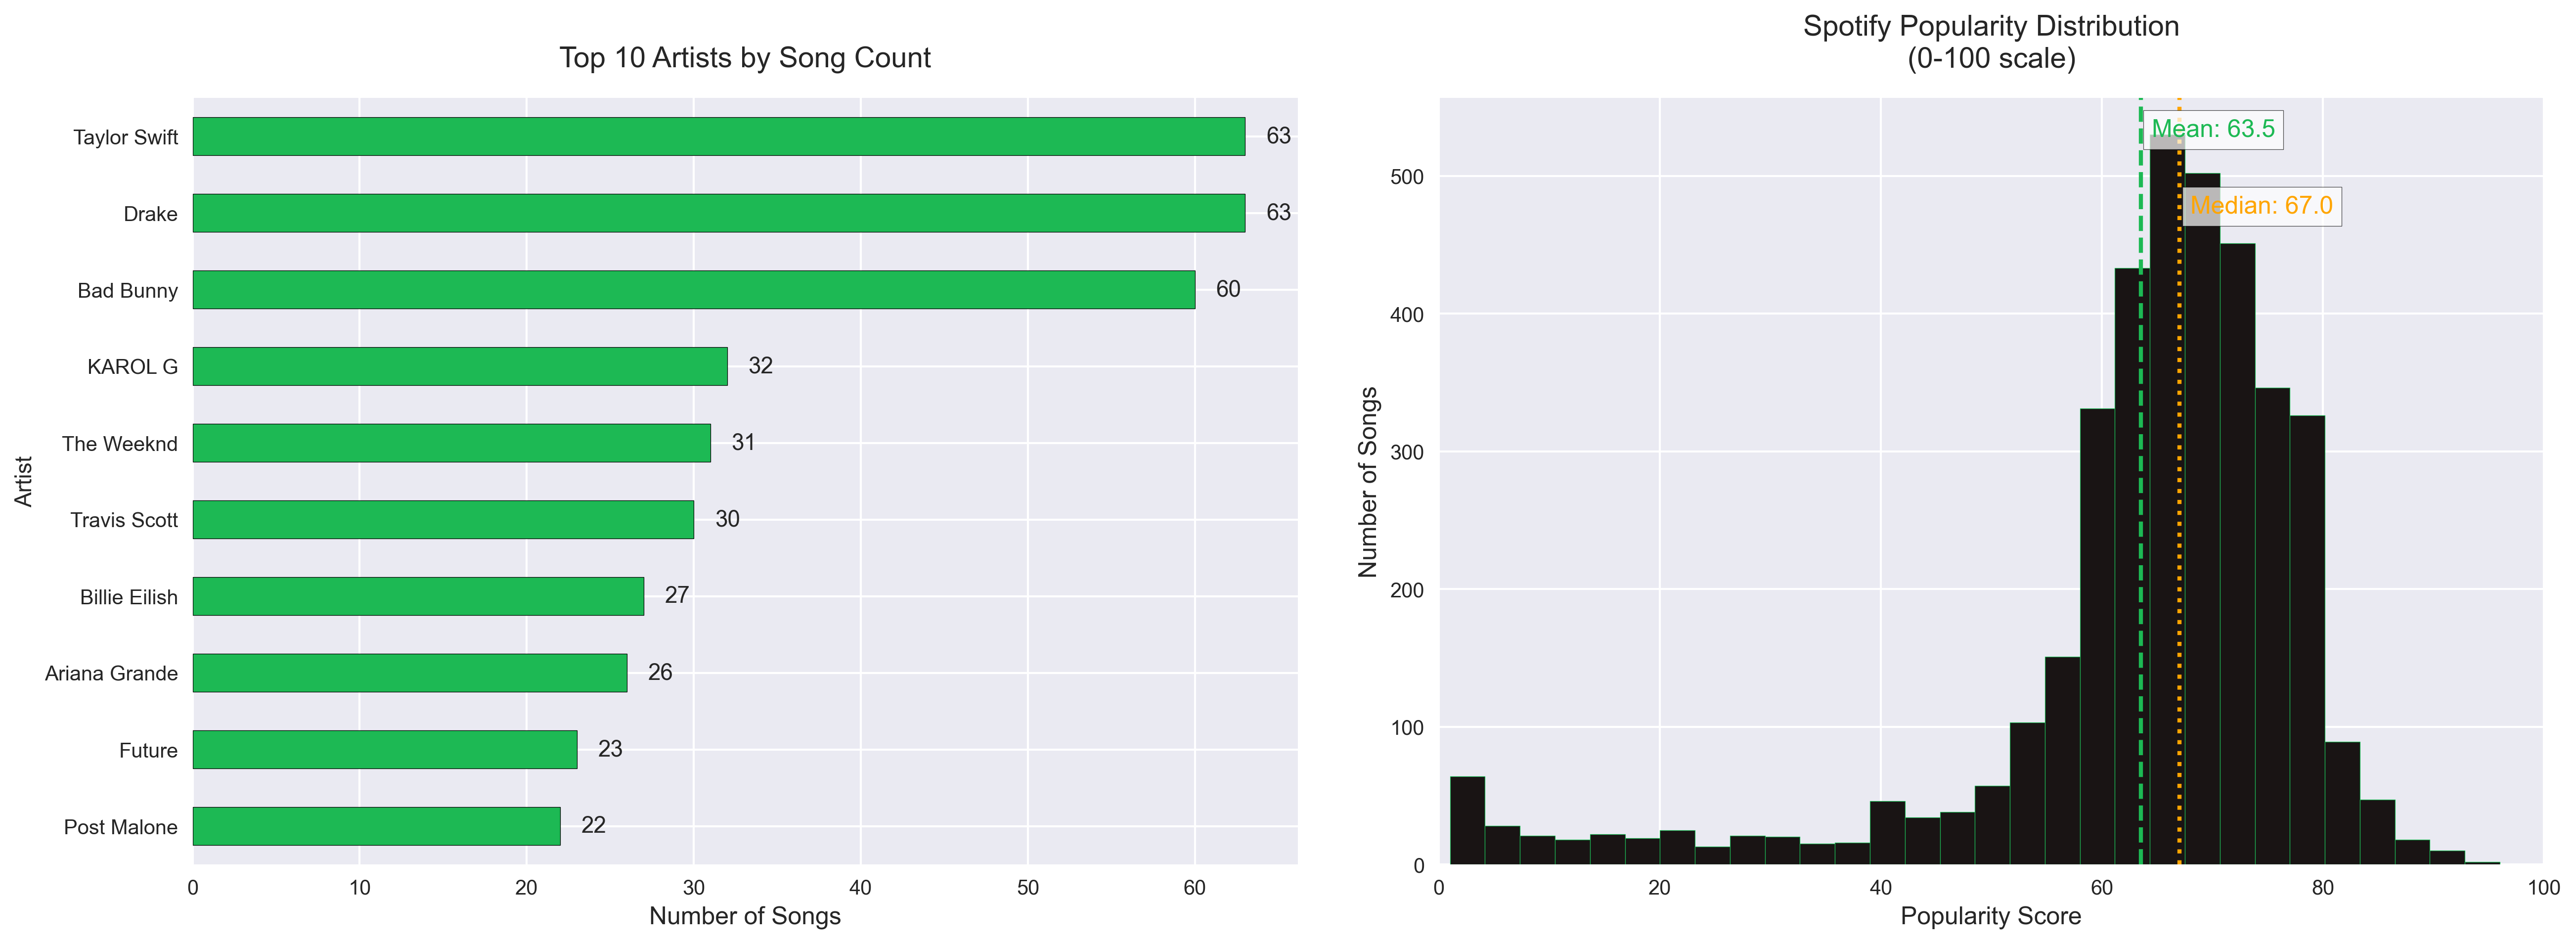 Top 10 Artists by Song Count
Artist
Taylor Swift
63
Drake
63
Bad Bunny
60
KAROL G
32
The Weeknd
31
Travis Scott
30
Billie Eilish
27
Ariana Grande
26
Future
23
Post Malone
22
0 10 20 30 40 50 60
Number of Songs
Spotify Popularity Distribution
(0-100 scale)
Number of Songs
Mean: 63.5
Median: 67.0
500
400
300
200
100
0
0 20 40 60 80 100
Popularity Score